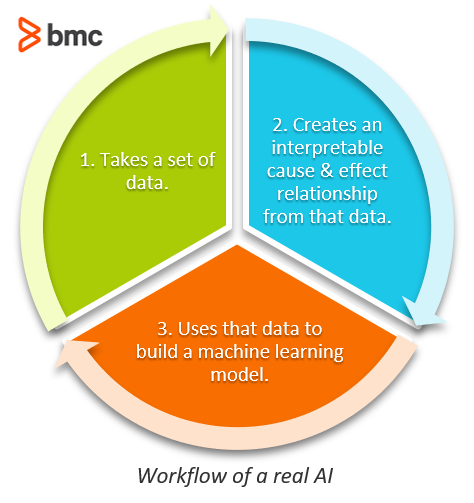 bmc
1. Takes a set of
data.
2. Creates an
interpretable
cause & effect
relationship
from that data.
3. Uses that data to
build a machine learning
model.
Workflow of a real AI